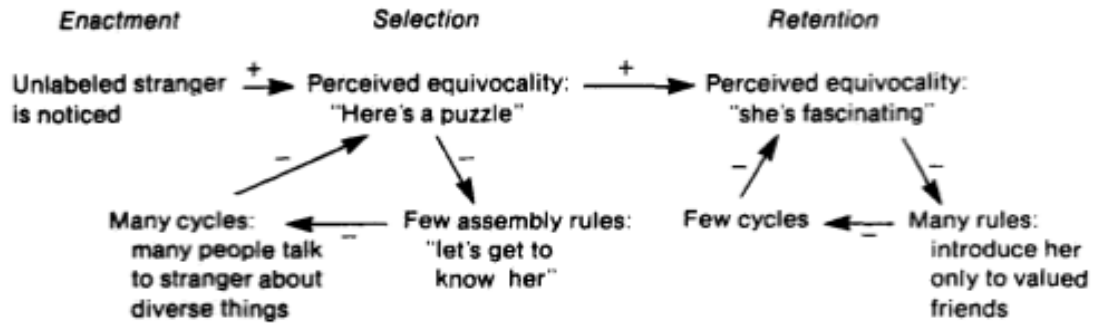 Enactment
Selection
Retention
Unlabeled stranger
is noticed
+
Perceived equivocality:
"Here's a puzzle"
+
Perceived equivocality:
"she's fascinating"
−
−
−
−
Many cycles:
many people talk
to stranger about
diverse things
−
Few assembly rules:
"let's get to
know her"
Few cycles
−
Many rules:
introduce her
only to valued
friends